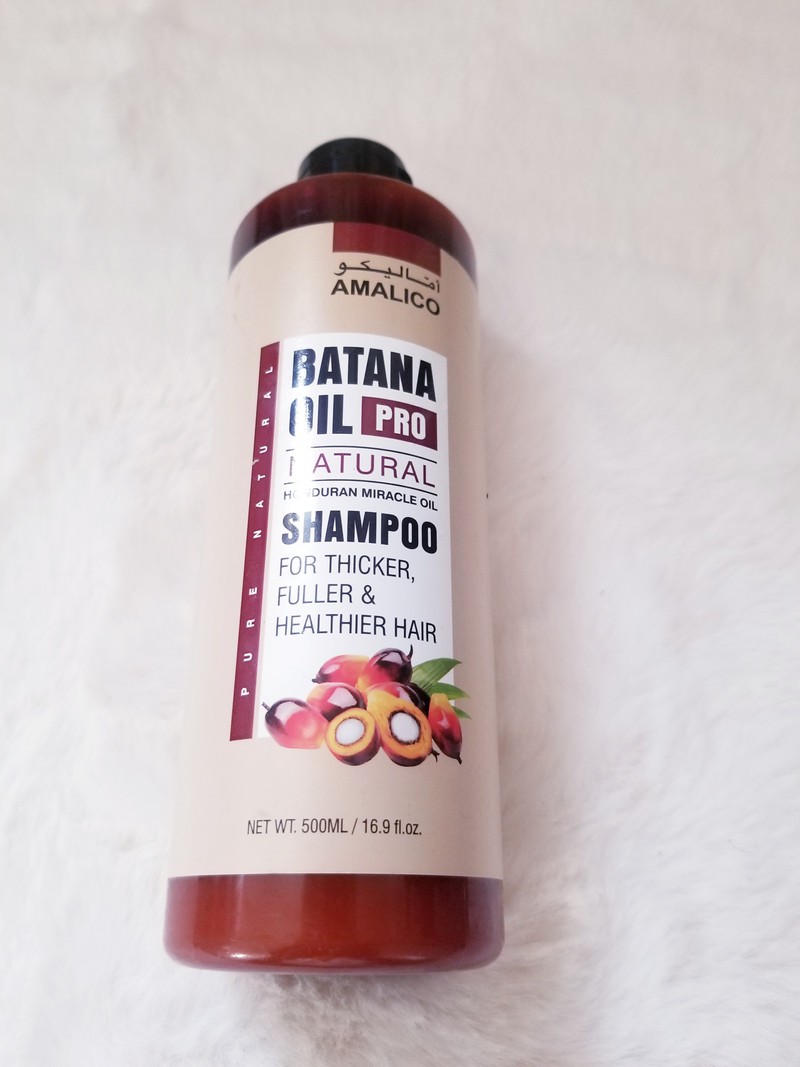 أماليكو
AMALICO
BATANA
OIL PRO
NATURAL
HONDURAN MIRACLE OIL
SHAMPOO
FOR THICKER,
FULLER &
HEALTHIER HAIR
PURE NATURAL
NET WT. 500ML / 16.9 fl.oz.